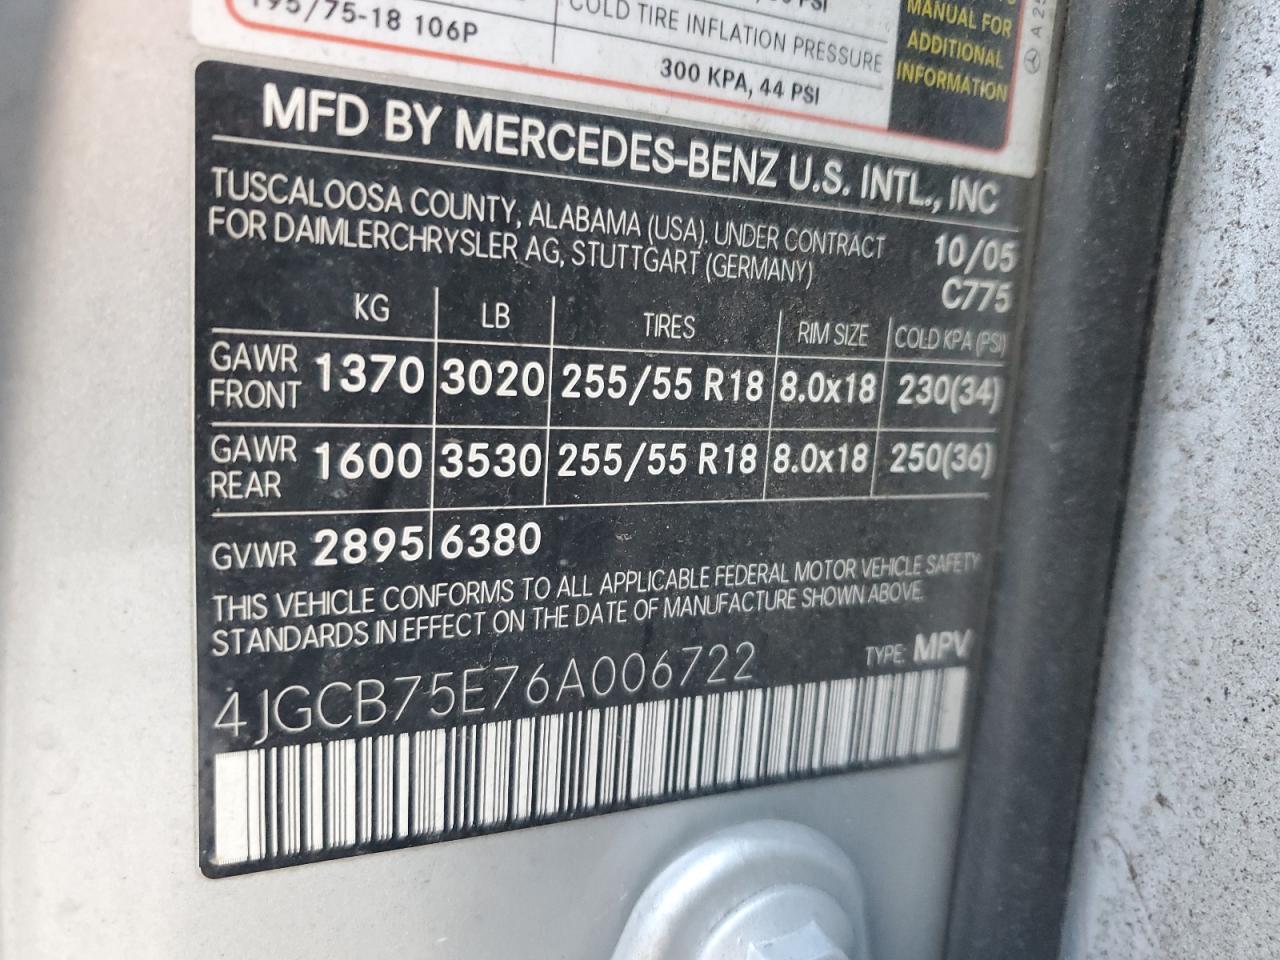 PSI
195/75-18 106P
COLD TIRE INFLATION PRESSURE
300 KPA, 44 PSI
MANUAL FOR
ADDITIONAL
INFORMATION
MFD BY MERCEDES-BENZ U.S. INTL., INC
TUSCALOOSA COUNTY, ALABAMA (USA). UNDER CONTRACT
FOR DAIMLERCHRYSLER AG, STUTTGART (GERMANY)
10/05
C775
KG LB TIRES RIM SIZE COLD KPA (PSI)
GAWR FRONT 1370 3020 255/55 R18 8.0x18 230(34)
GAWR REAR 1600 3530 255/55 R18 8.0x18 250(36)
GVWR 2895 6380
THIS VEHICLE CONFORMS TO ALL APPLICABLE FEDERAL MOTOR VEHICLE SAFETY
STANDARDS IN EFFECT ON THE DATE OF MANUFACTURE SHOWN ABOVE.
4JGCB75E76A006722 TYPE: MPV